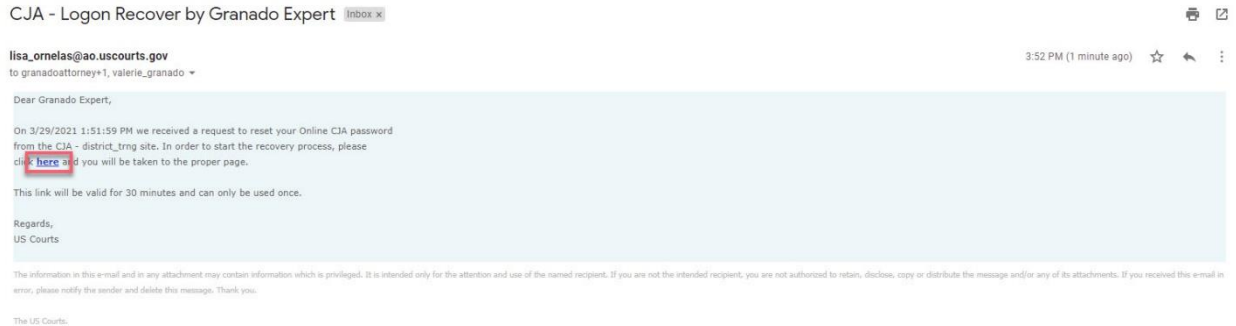 CJA - Logon Recover by Granado Expert Inbox x
lisa_ornelas@ao.uscourts.gov 3:52 PM (1 minute ago)
to granadoattorney+1, valerie_granado
Dear Granado Expert,
On 3/29/2021 1:51:59 PM we received a request to reset your Online CJA password
from the CJA - district_trng site. In order to start the recovery process, please
click here and you will be taken to the proper page.
This link will be valid for 30 minutes and can only be used once.
Regards,
US Courts
The information in this e-mail and in any attachment may contain information which is privileged. It is intended only for the attention and use of the named recipient. If you are not the intended recipient, you are not authorized to retain, disclose, copy or distribute the message and/or any of its attachments. If you received this e-mail in
error, please notify the sender and delete this message. Thank you.
The US Courts.